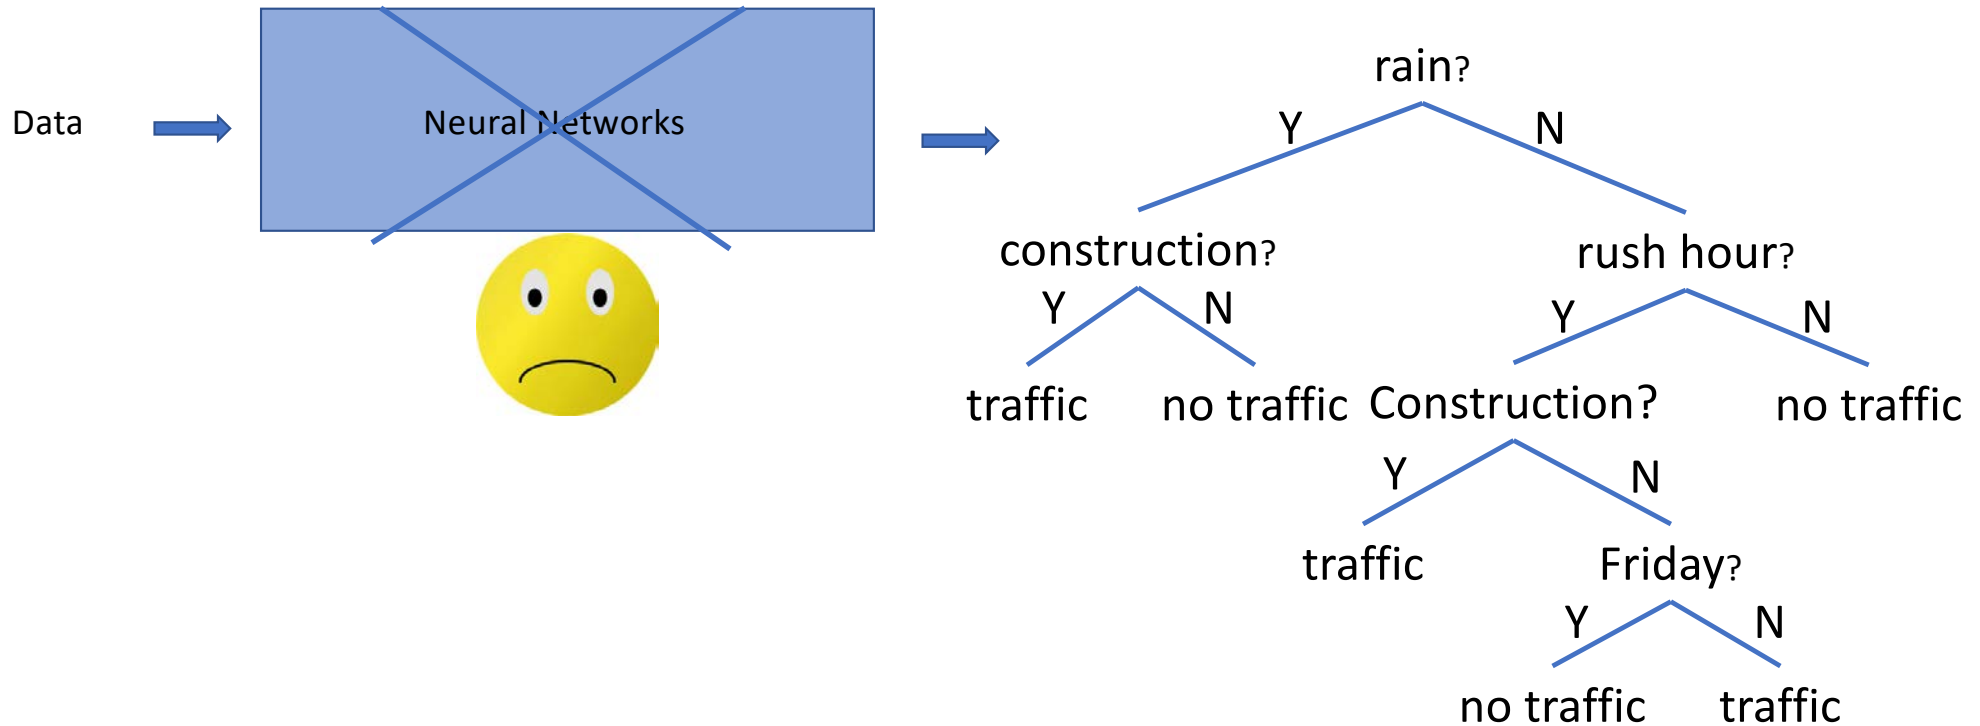 Data
Neural Networks
rain?
Y
N
construction?
rush hour?
Y
N
Y
N
traffic
no traffic
Construction?
no traffic
Y
N
traffic
Friday?
Y
N
no traffic
traffic